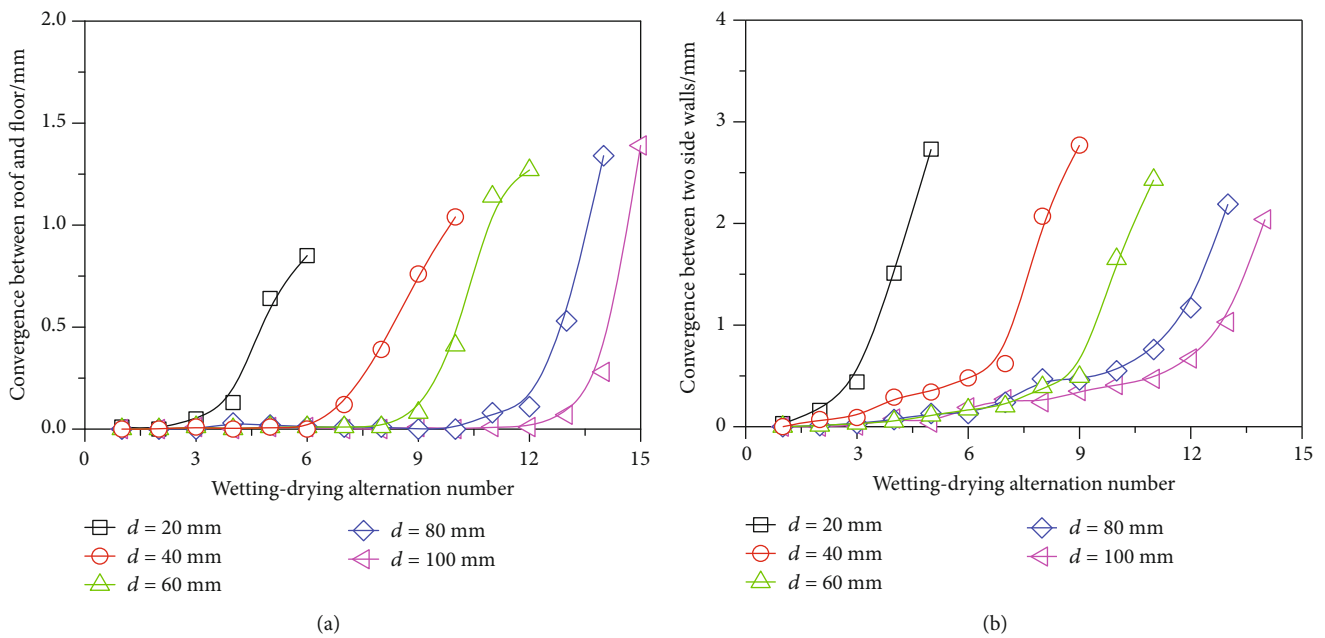 Convergence between roof and floor/mm
2.0
1.5
1.0
0.5
0.0
0 3 6 9 12 15
Wetting-drying alternation number
d = 20 mm
d = 40 mm
d = 60 mm
d = 80 mm
d = 100 mm
(a)
Convergence between two side walls/mm
4
3
2
1
0
0 3 6 9 12 15
Wetting-drying alternation number
d = 20 mm
d = 40 mm
d = 60 mm
d = 80 mm
d = 100 mm
(b)